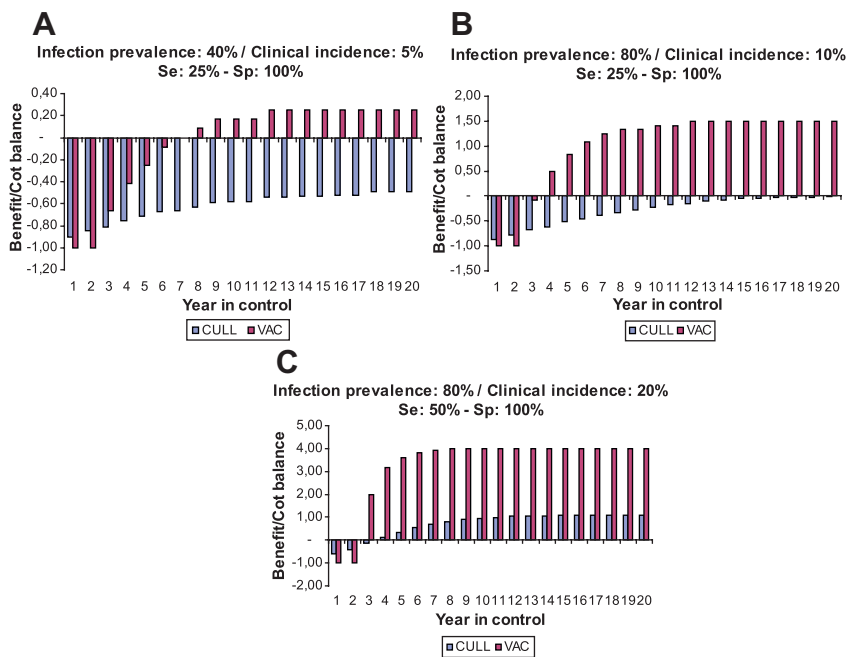 A
Infection prevalence: 40% / Clinical incidence: 5%
Se: 25% - Sp: 100%
Benefit/Cot balance
0,40
0,20
-
-0,20
-0,40
-0,60
-0,80
-1,00
-1,20
1 2 3 4 5 6 7 8 9 10 11 12 13 14 15 16 17 18 19 20
Year in control
CULL VAC
B
Infection prevalence: 80% / Clinical incidence: 10%
Se: 25% - Sp: 100%
Benefit/Cot balance
2,00
1,50
1,00
0,50
-
-0,50
-1,00
-1,50
1 2 3 4 5 6 7 8 9 10 11 12 13 14 15 16 17 18 19 20
Year in control
CULL VAC
C
Infection prevalence: 80% / Clinical incidence: 20%
Se: 50% - Sp: 100%
Benefit/Cot balance
5,00
4,00
3,00
2,00
1,00
-
-1,00
-2,00
1 2 3 4 5 6 7 8 9 10 11 12 13 14 15 16 17 18 19 20
Year in control
CULL VAC